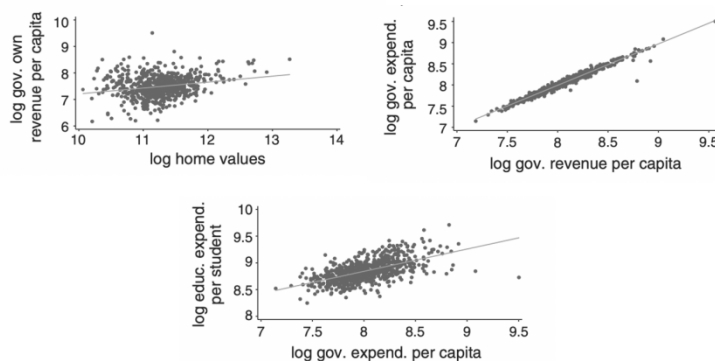 log gov. own
revenue per capita
10
9
8
7
6
10 11 12 13 14
log home values
log gov. expend.
per capita
9.5
9
8.5
8
7.5
7
7 7.5 8 8.5 9 9.5
log gov. revenue per capita
log educ. expend.
per student
10
9.5
9
8.5
8
7 7.5 8 8.5 9 9.5
log gov. expend. per capita